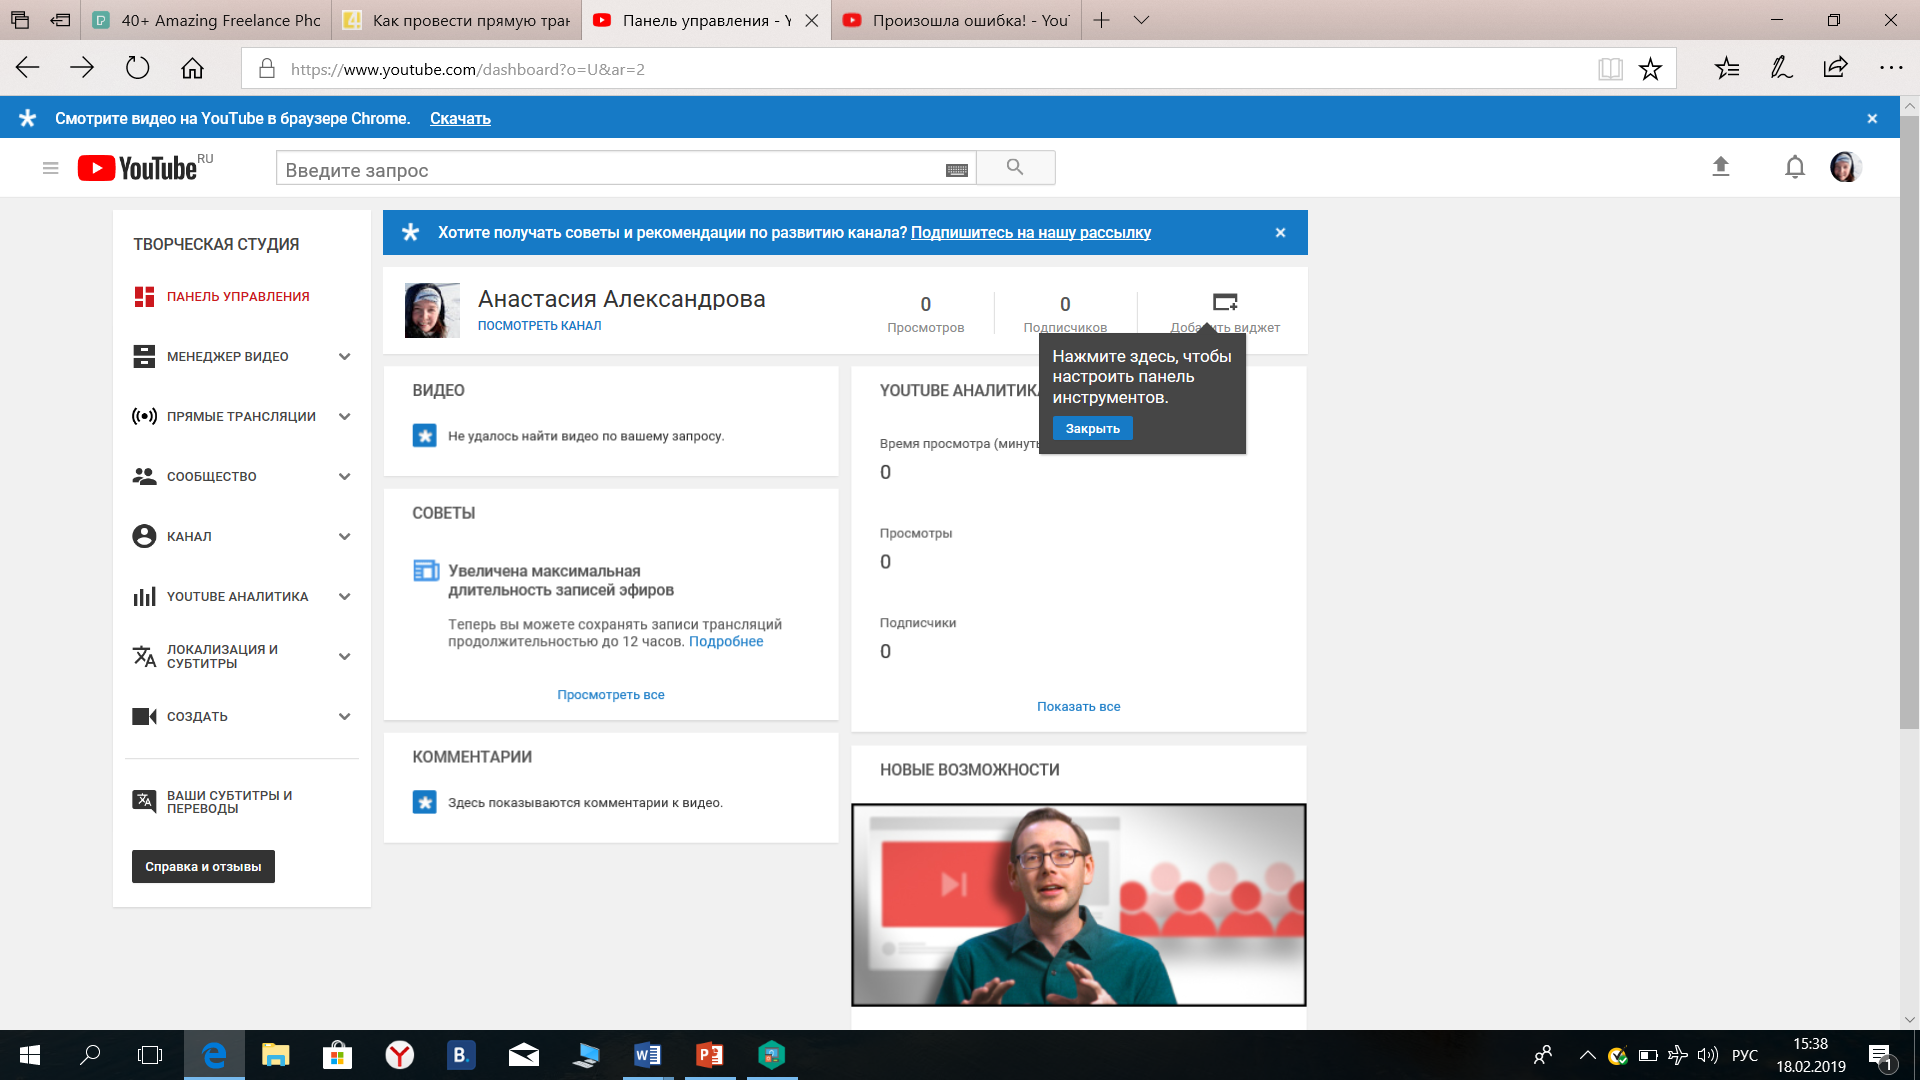 40+ Amazing Freelance Phc
Как провести прямую тран
Панель управления - Y
Произошла ошибка! - You
https://www.youtube.com/dashboard?o=U&ar=2
Смотрите видео на YouTube в браузере Chrome. Скачать
YouTube RU
Введите запрос
ТВОРЧЕСКАЯ СТУДИЯ
ПАНЕЛЬ УПРАВЛЕНИЯ
МЕНЕДЖЕР ВИДЕО
ПРЯМЫЕ ТРАНСЛЯЦИИ
СООБЩЕСТВО
КАНАЛ
YOUTUBE АНАЛИТИКА
ЛОКАЛИЗАЦИЯ И
СУБТИТРЫ
СОЗДАТЬ
ВАШИ СУБТИТРЫ И
ПЕРЕВОДЫ
Справка и отзывы
Хотите получать советы и рекомендации по развитию канала? Подпишитесь на нашу рассылку
Анастасия Александрова
ПОСМОТРЕТЬ КАНАЛ
0
Просмотров
0
Подписчиков
виджет
Нажмите здесь, чтобы
настроить панель
инструментов.
Закрыть
ВИДЕО
Не удалось найти видео по вашему запросу.
СОВЕТЫ
Увеличена максимальная
длительность записей эфиров
Теперь вы можете сохранять записи трансляций
продолжительностью до 12 часов. Подробнее
Просмотреть все
КОММЕНТАРИИ
Здесь показываются комментарии к видео.
YOUTUBE АНАЛИТИКА
Время просмотра (минуты
0
Просмотры
0
Подписчики
0
Показать все
НОВЫЕ ВОЗМОЖНОСТИ
B.
РУС
15:38
18.02.2019
1